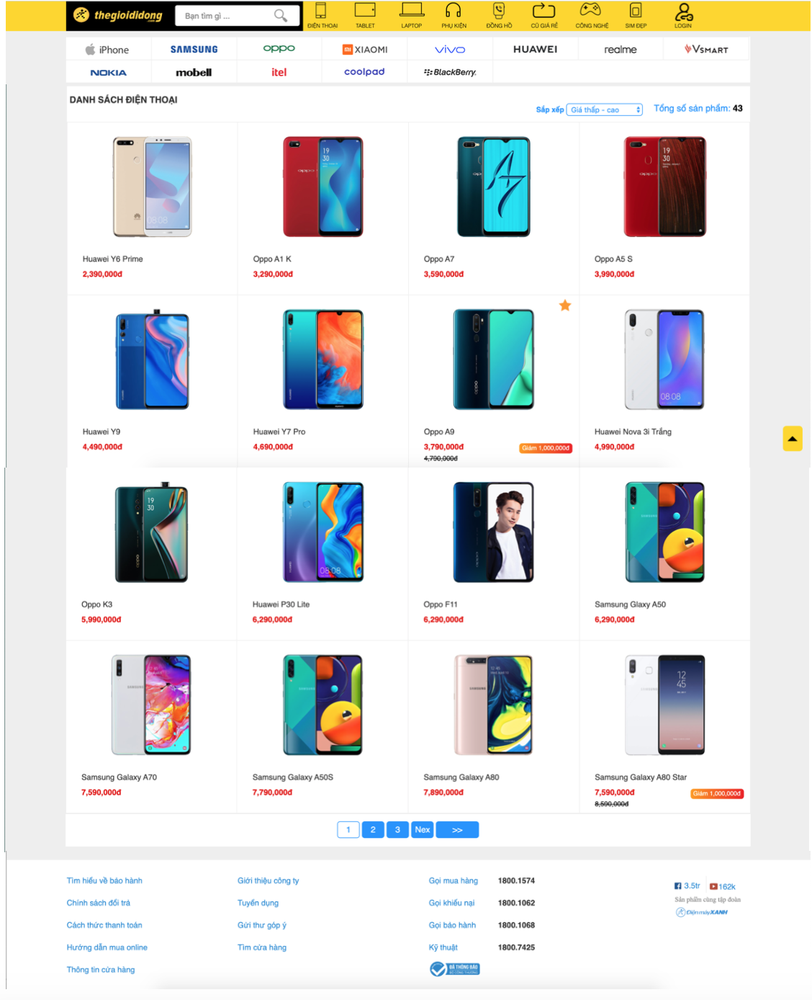 thegioididong
.com
Bạn tìm gì ...
ĐIỆN THOẠI
TABLET
LAPTOP
PHỤ KIỆN
ĐỒNG HỒ
CŨ GIÁ RẺ
CÔNG NGHỆ
SIM ĐẸP
LOGIN
iPhone
SAMSUNG
oppo
mi XIAOMI
vivo
HUAWEI
realme
VSMART
NOKIA
mobell
itel
coolpad
BlackBerry.
DANH SÁCH ĐIỆN THOẠI
Sắp xếp Giá thấp - cao
Tổng số sản phẩm: 43
Huawei Y6 Prime
2,390,000đ
Oppo A1 K
3,290,000đ
Oppo A7
3,590,000đ
Oppo A5 S
3,990,000đ
Huawei Y9
4,490,000đ
Huawei Y7 Pro
4,690,000đ
Oppo A9
3,790,000đ
Giảm 1,000,000đ
4,790,000đ
Huawei Nova 3i Trắng
4,990,000đ
Oppo K3
5,990,000đ
Huawei P30 Lite
6,290,000đ
Oppo F11
6,290,000đ
Samsung Glaxy A50
6,290,000đ
Samsung Galaxy A70
7,590,000đ
Samsung Galaxy A50S
7,790,000đ
Samsung Galaxy A80
7,890,000đ
Samsung Galaxy A80 Star
7,590,000đ
Giảm 1,000,000đ
8,590,000đ
1 2 3 Nex >>
Tìm hiểu về bảo hành
Chính sách đổi trả
Cách thức thanh toán
Hướng dẫn mua online
Thông tin cửa hàng
Giới thiệu công ty
Tuyển dụng
Gửi thư góp ý
Tìm cửa hàng
Gọi mua hàng 1800.1574
Gọi khiếu nại 1800.1062
Gọi bảo hành 1800.1068
Kỹ thuật 1800.7425
ĐÃ THÔNG BÁO
BỘ CÔNG THƯƠNG
3.5tr
162k
Sản phẩm cùng tập đoàn
Điện máy XANH